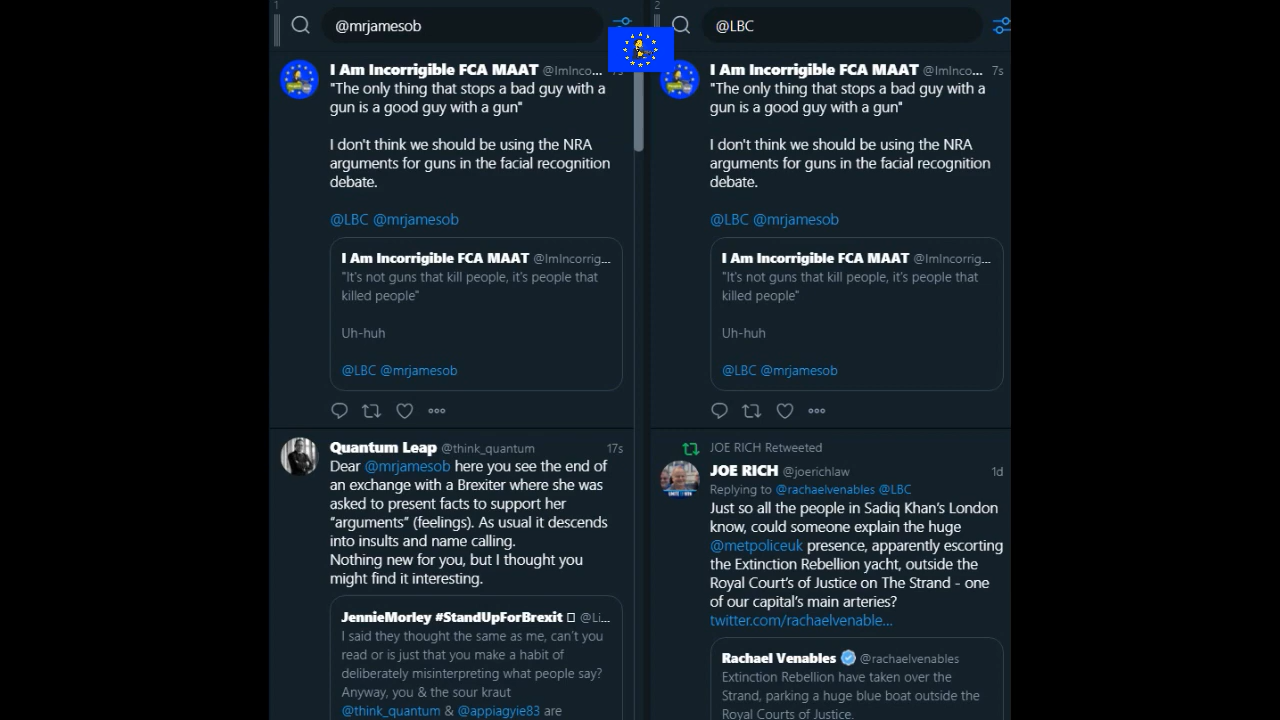 1
@mrjamesob
I Am Incorrigible FCA MAAT @ImInco... 7s
"The only thing that stops a bad guy with a
gun is a good guy with a gun"
I don't think we should be using the NRA
arguments for guns in the facial recognition
debate.
@LBC @mrjamesob
I Am Incorrigible FCA MAAT @ImIncorrig...
"It's not guns that kill people, it's people that
killed people"
Uh-huh
@LBC @mrjamesob
Quantum Leap @think_quantum 17s
Dear @mrjamesob here you see the end of
an exchange with a Brexiter where she was
asked to present facts to support her
“arguments” (feelings). As usual it descends
into insults and name calling.
Nothing new for you, but I thought you
might find it interesting.
JennieMorley #StandUpForBrexit @Li...
I said they thought the same as me, can’t you
read or is just that you make a habit of
deliberately misinterpreting what people say?
Anyway, you & the sour kraut
@think_quantum & @appiagyie83 are
2
@LBC
I Am Incorrigible FCA MAAT @ImInco... 7s
"The only thing that stops a bad guy with a
gun is a good guy with a gun"
I don't think we should be using the NRA
arguments for guns in the facial recognition
debate.
@LBC @mrjamesob
I Am Incorrigible FCA MAAT @ImIncorrig...
"It's not guns that kill people, it's people that
killed people"
Uh-huh
@LBC @mrjamesob
JOE RICH Retweeted
JOE RICH @joerichlaw 1d
Replying to @rachaelvenables @LBC
Just so all the people in Sadiq Khan’s London
know, could someone explain the huge
@metpoliceuk presence, apparently escorting
the Extinction Rebellion yacht, outside the
Royal Court’s of Justice on The Strand - one
of our capital’s main arteries?
twitter.com/rachaelvenable...
Rachael Venables @rachaelvenables
Extinction Rebellion have taken over the
Strand, parking a huge blue boat outside the
Royal Courts of Justice.